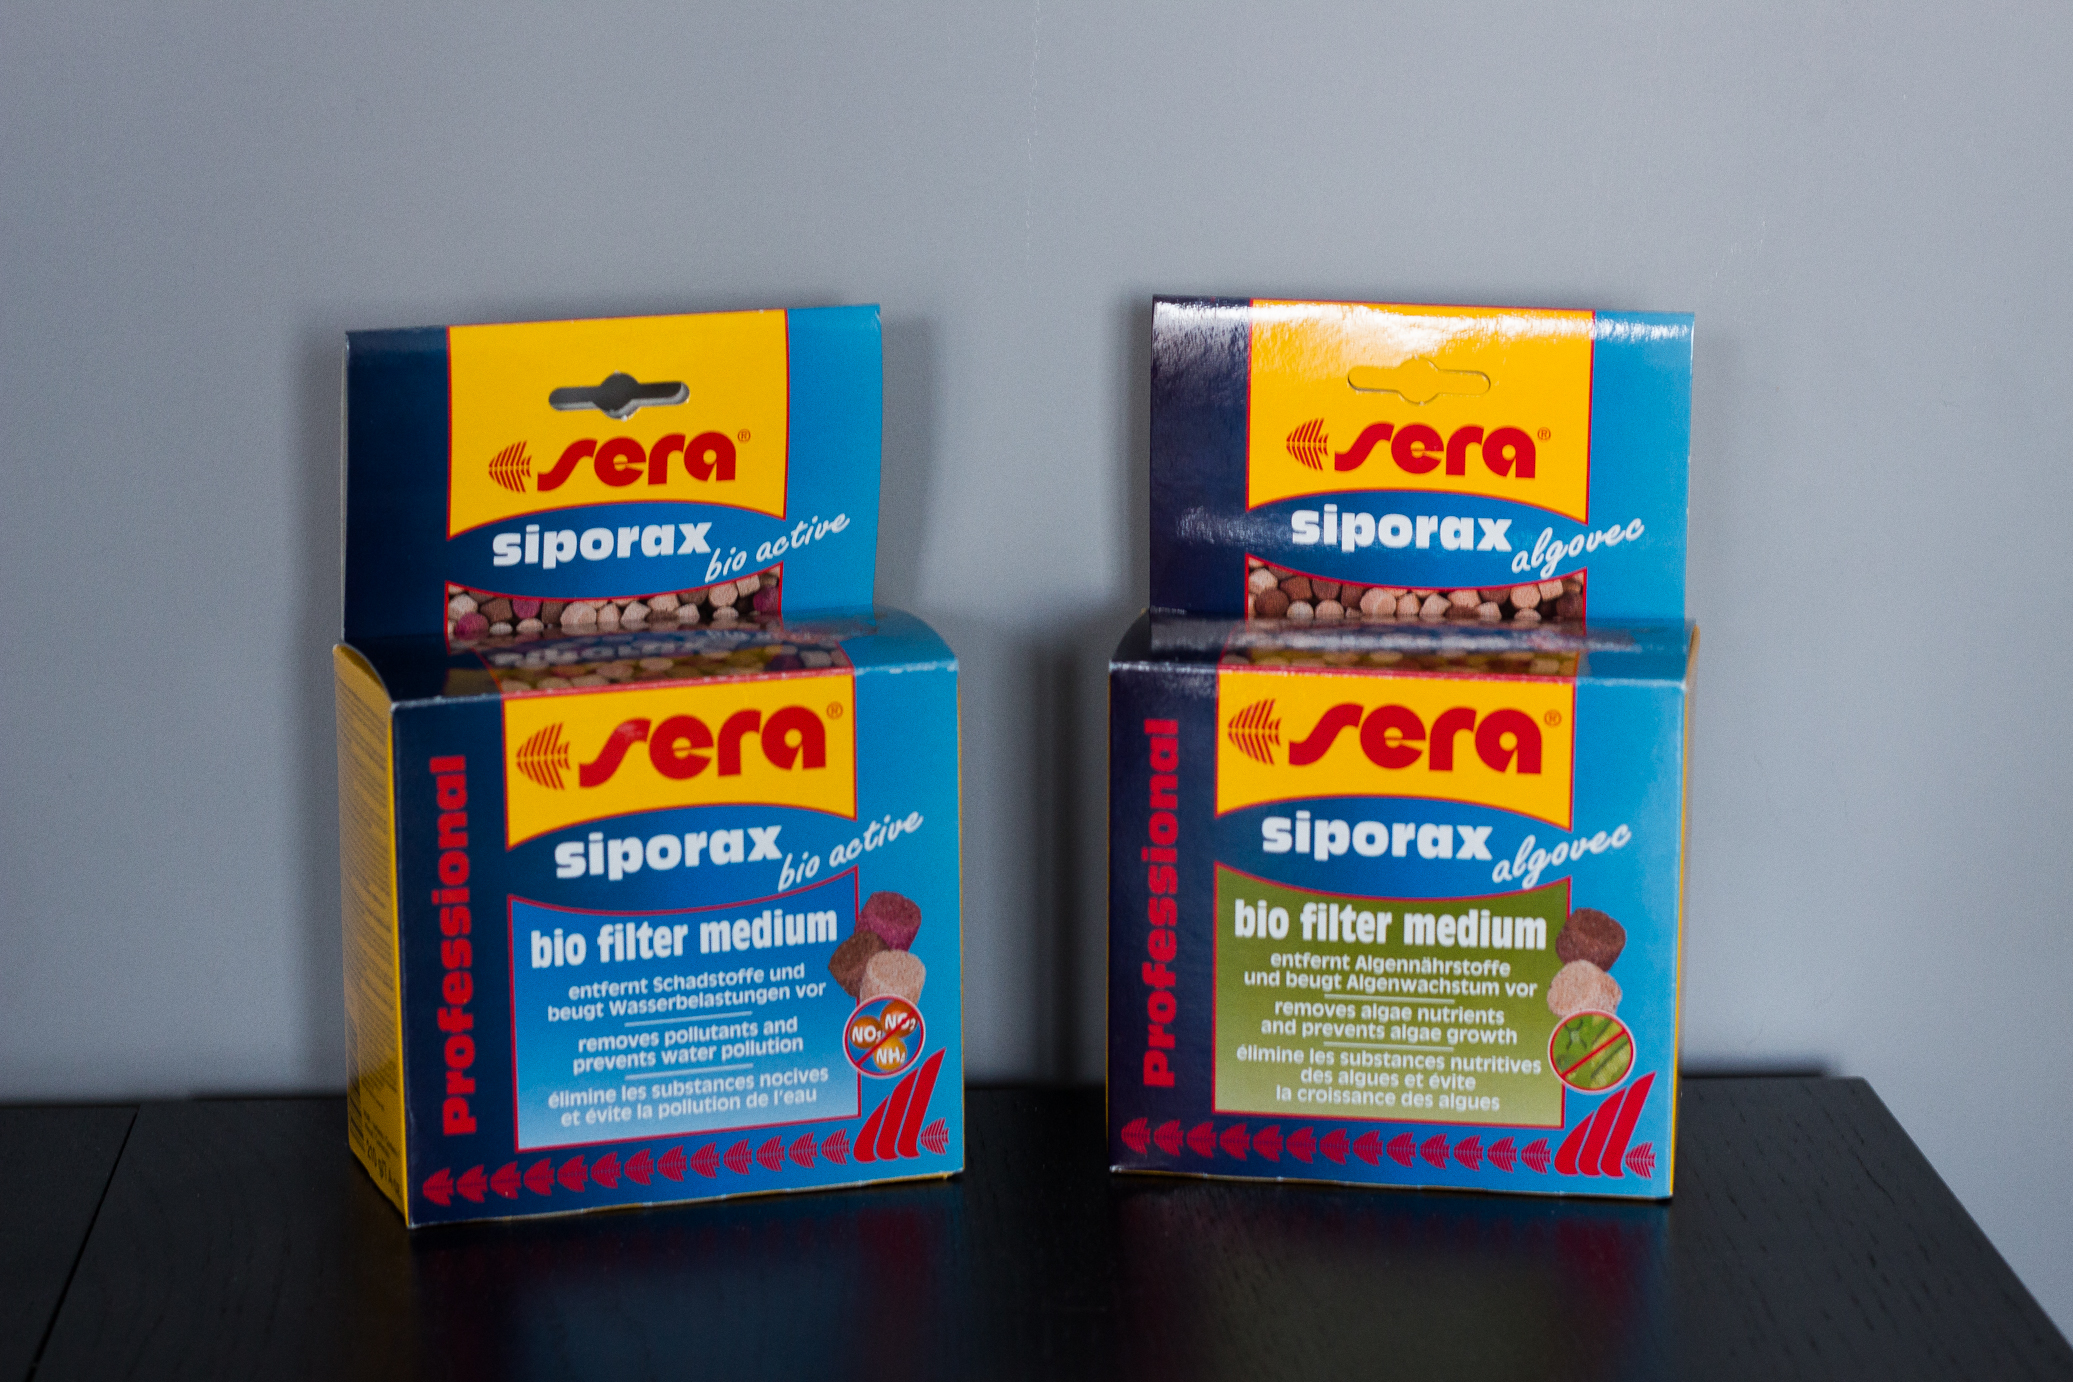 sera®
siporax bio active
sera®
siporax bio active
Professional
bio filter medium
entfernt Schadstoffe und
beugt Wasserbelastungen vor
removes pollutants and
prevents water pollution
élimine les substances nocives
et évite la pollution de l'eau
NO₃ NO₂
NH₄
sera®
siporax algovec
sera®
siporax algovec
Professional
bio filter medium
entfernt Algennährstoffe
und beugt Algenwachstum vor
removes algae nutrients
and prevents algae growth
élimine les substances nutritives
des algues et évite
la croissance des algues